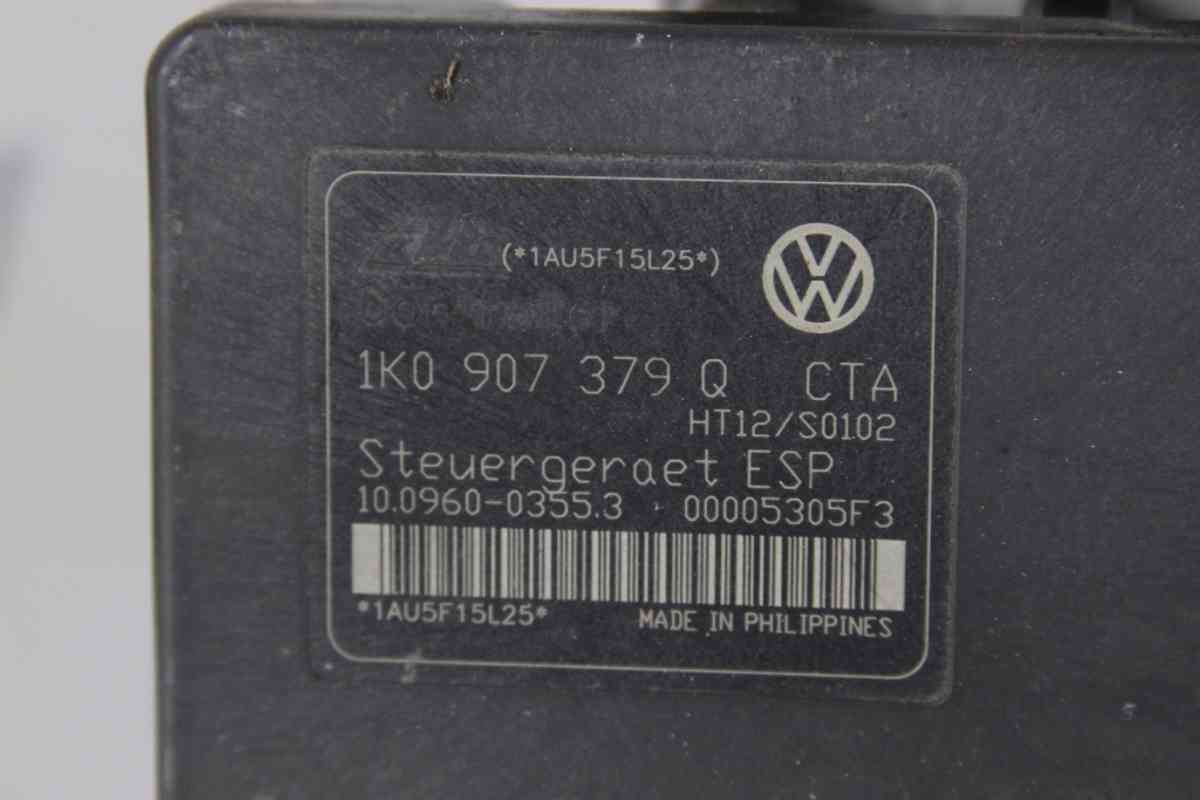 (*1AU5F15L25*)
1K0 907 379 Q CTA
HT12/S0102
Steuergeraet ESP
10.0960-0355.3 00005305F3
*1AU5F15L25* MADE IN PHILIPPINES